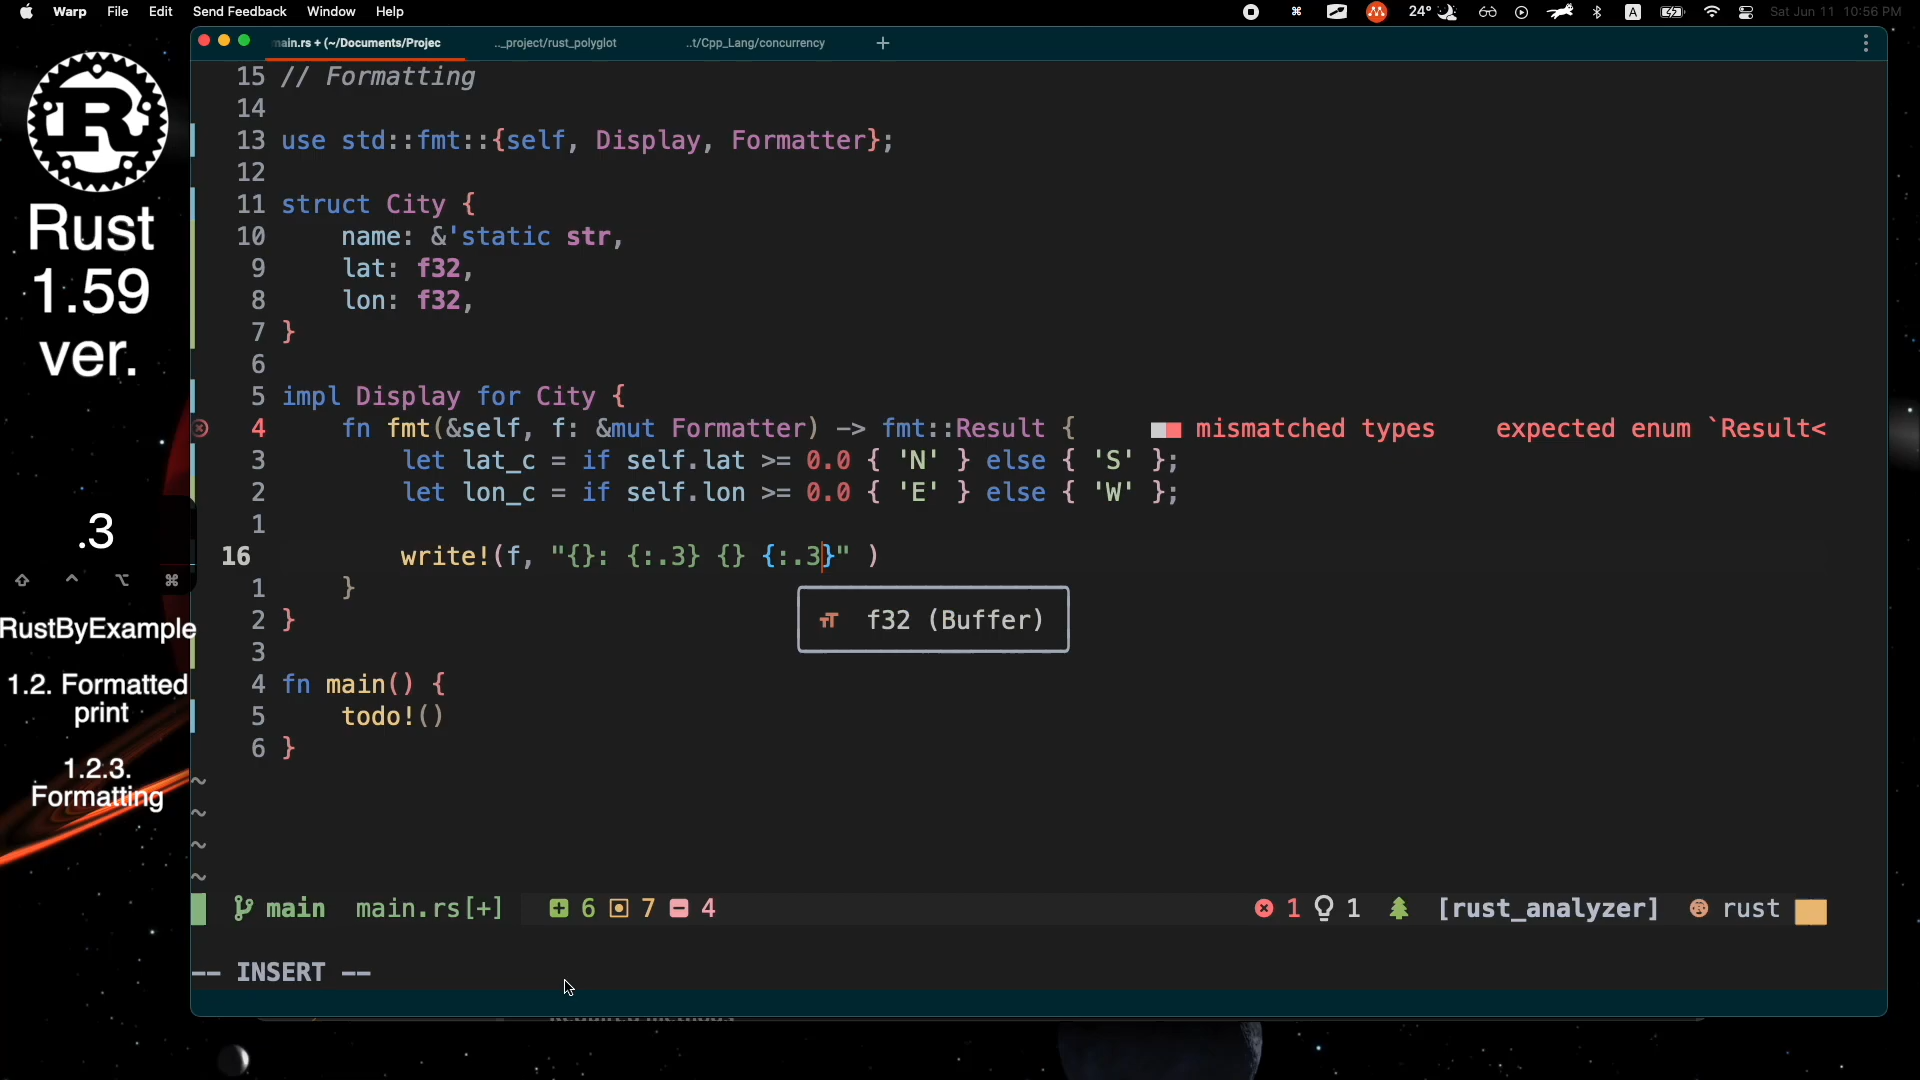 Warp File Edit Send Feedback Window Help
24° A Sat Jun 11 10:56 PM
main.rs + (~/Documents/Projec
.._project/rust_polyglot
..t/Cpp_Lang/concurrency
+
15 // Formatting
14
13 use std::fmt::{self, Display, Formatter};
12
11 struct City {
10 name: &'static str,
9 lat: f32,
8 lon: f32,
7 }
6
5 impl Display for City {
4 fn fmt(&self, f: &mut Formatter) -> fmt::Result { mismatched types expected enum `Result<
3 let lat_c = if self.lat >= 0.0 { 'N' } else { 'S' };
2 let lon_c = if self.lon >= 0.0 { 'E' } else { 'W' };
1
16 write!(f, "{}: {:.3} {} {:.3}" )
1 }
2 }
3
4 fn main() {
5 todo!()
6 }
~
~
~
~
f32 (Buffer)
main main.rs[+] 6 7 4
1 1 [rust_analyzer] rust
-- INSERT --
R
Rust
1.59
ver.
.3
⇧ ⌃ ⌥ ⌘
RustByExample
1.2. Formatted
print
1.2.3.
Formatting